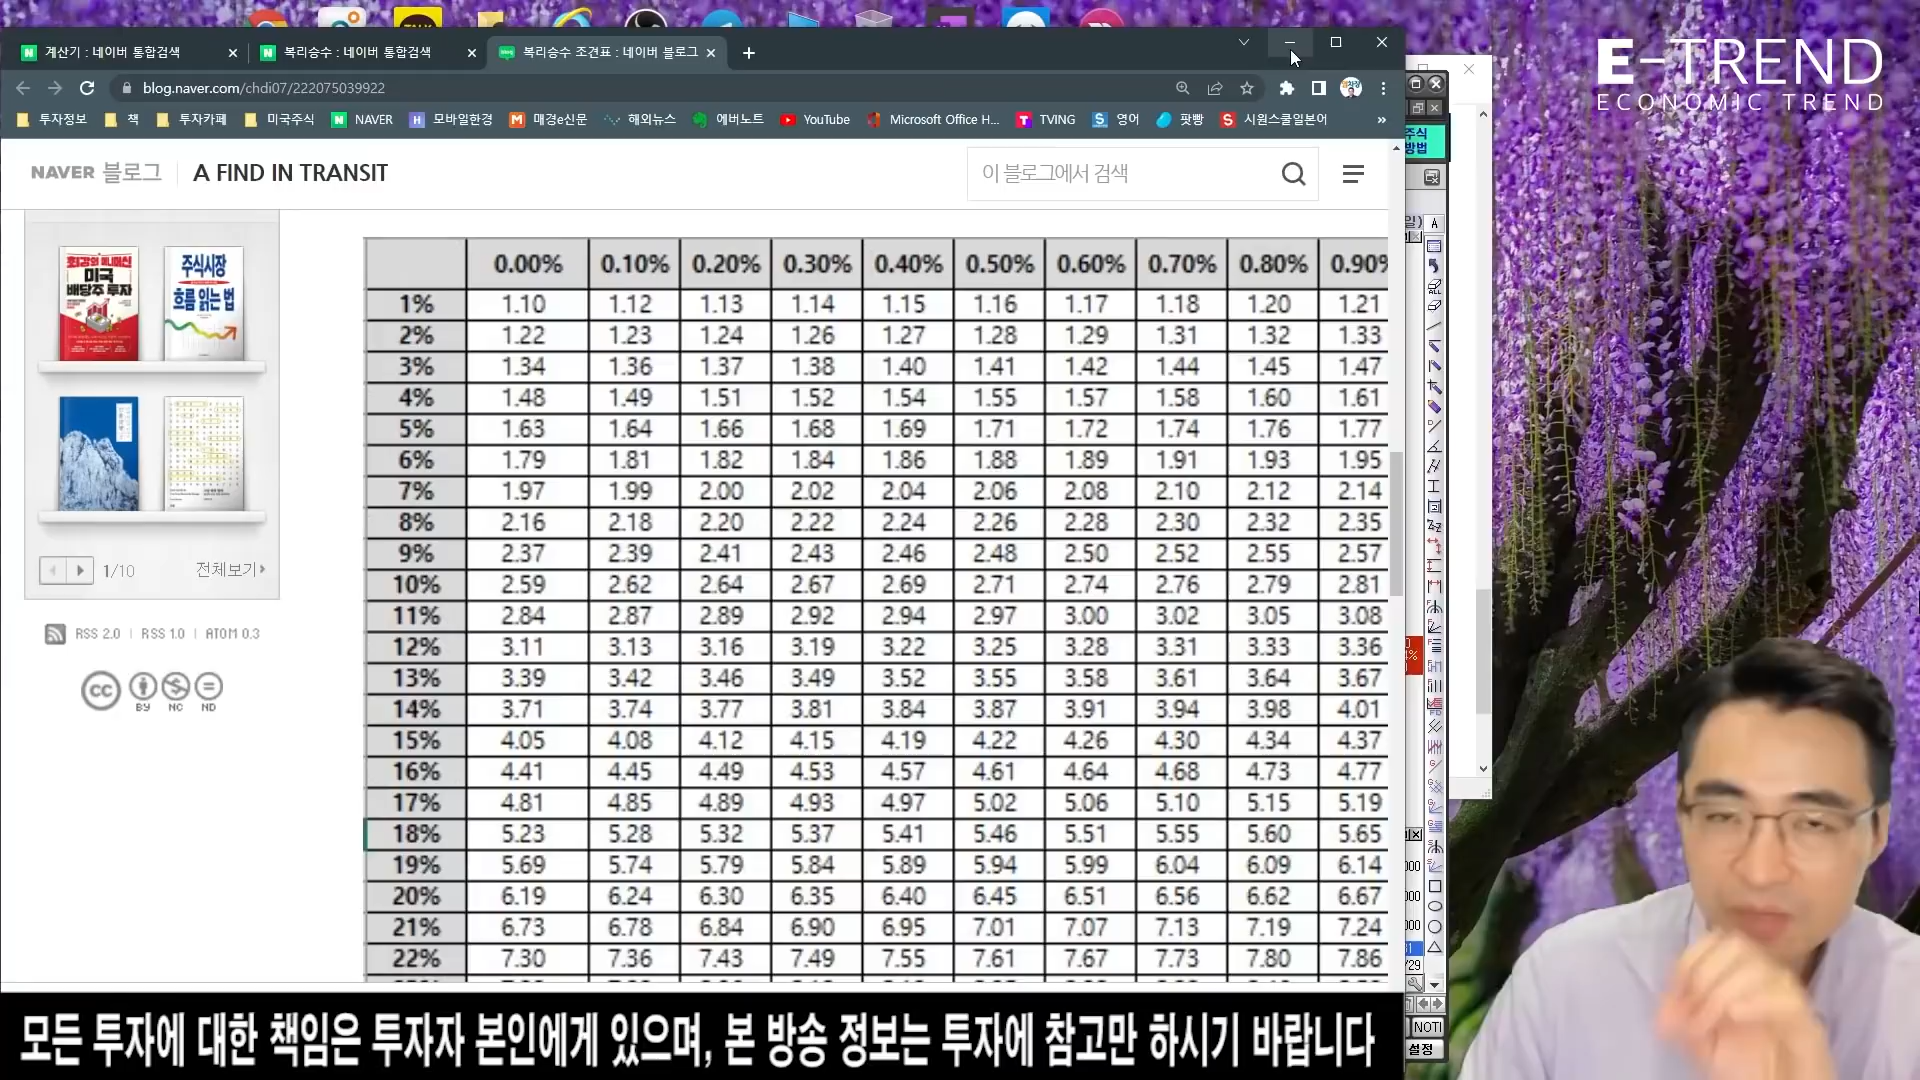 E-TREND
ECONOMIC TREND
계산기 : 네이버 통합검색
복리승수 : 네이버 통합검색
복리승수 조견표 : 네이버 블로그
blog.naver.com/chdi07/222075039922
투자정보 책 투자카페 미국주식 NAVER 모바일한경 매경e신문 해외뉴스 에버노트 YouTube Microsoft Office H... TVING 영어 팟빵 시원스쿨일본어
NAVER 블로그 A FIND IN TRANSIT 이 블로그에서 검색
미국
배당주 투자
주식시장
흐름 읽는 법
1/10 전체보기
RSS 2.0 | RSS 1.0 | ATOM 0.3
cc BY NC ND
0.00% 0.10% 0.20% 0.30% 0.40% 0.50% 0.60% 0.70% 0.80% 0.90%
1% 1.10 1.12 1.13 1.14 1.15 1.16 1.17 1.18 1.20 1.21
2% 1.22 1.23 1.24 1.26 1.27 1.28 1.29 1.31 1.32 1.33
3% 1.34 1.36 1.37 1.38 1.40 1.41 1.42 1.44 1.45 1.47
4% 1.48 1.49 1.51 1.52 1.54 1.55 1.57 1.58 1.60 1.61
5% 1.63 1.64 1.66 1.68 1.69 1.71 1.72 1.74 1.76 1.77
6% 1.79 1.81 1.82 1.84 1.86 1.88 1.89 1.91 1.93 1.95
7% 1.97 1.99 2.00 2.02 2.04 2.06 2.08 2.10 2.12 2.14
8% 2.16 2.18 2.20 2.22 2.24 2.26 2.28 2.30 2.32 2.35
9% 2.37 2.39 2.41 2.43 2.46 2.48 2.50 2.52 2.55 2.57
10% 2.59 2.62 2.64 2.67 2.69 2.71 2.74 2.76 2.79 2.81
11% 2.84 2.87 2.89 2.92 2.94 2.97 3.00 3.02 3.05 3.08
12% 3.11 3.13 3.16 3.19 3.22 3.25 3.28 3.31 3.33 3.36
13% 3.39 3.42 3.46 3.49 3.52 3.55 3.58 3.61 3.64 3.67
14% 3.71 3.74 3.77 3.81 3.84 3.87 3.91 3.94 3.98 4.01
15% 4.05 4.08 4.12 4.15 4.19 4.22 4.26 4.30 4.34 4.37
16% 4.41 4.45 4.49 4.53 4.57 4.61 4.64 4.68 4.73 4.77
17% 4.81 4.85 4.89 4.93 4.97 5.02 5.06 5.10 5.15 5.19
18% 5.23 5.28 5.32 5.37 5.41 5.46 5.51 5.55 5.60 5.65
19% 5.69 5.74 5.79 5.84 5.89 5.94 5.99 6.04 6.09 6.14
20% 6.19 6.24 6.30 6.35 6.40 6.45 6.51 6.56 6.62 6.67
21% 6.73 6.78 6.84 6.90 6.95 7.01 7.07 7.13 7.19 7.24
22% 7.30 7.36 7.43 7.49 7.55 7.61 7.67 7.73 7.80 7.86
주식
방법
NOTI
설정
모든 투자에 대한 책임은 투자자 본인에게 있으며, 본 방송 정보는 투자에 참고만 하시기 바랍니다